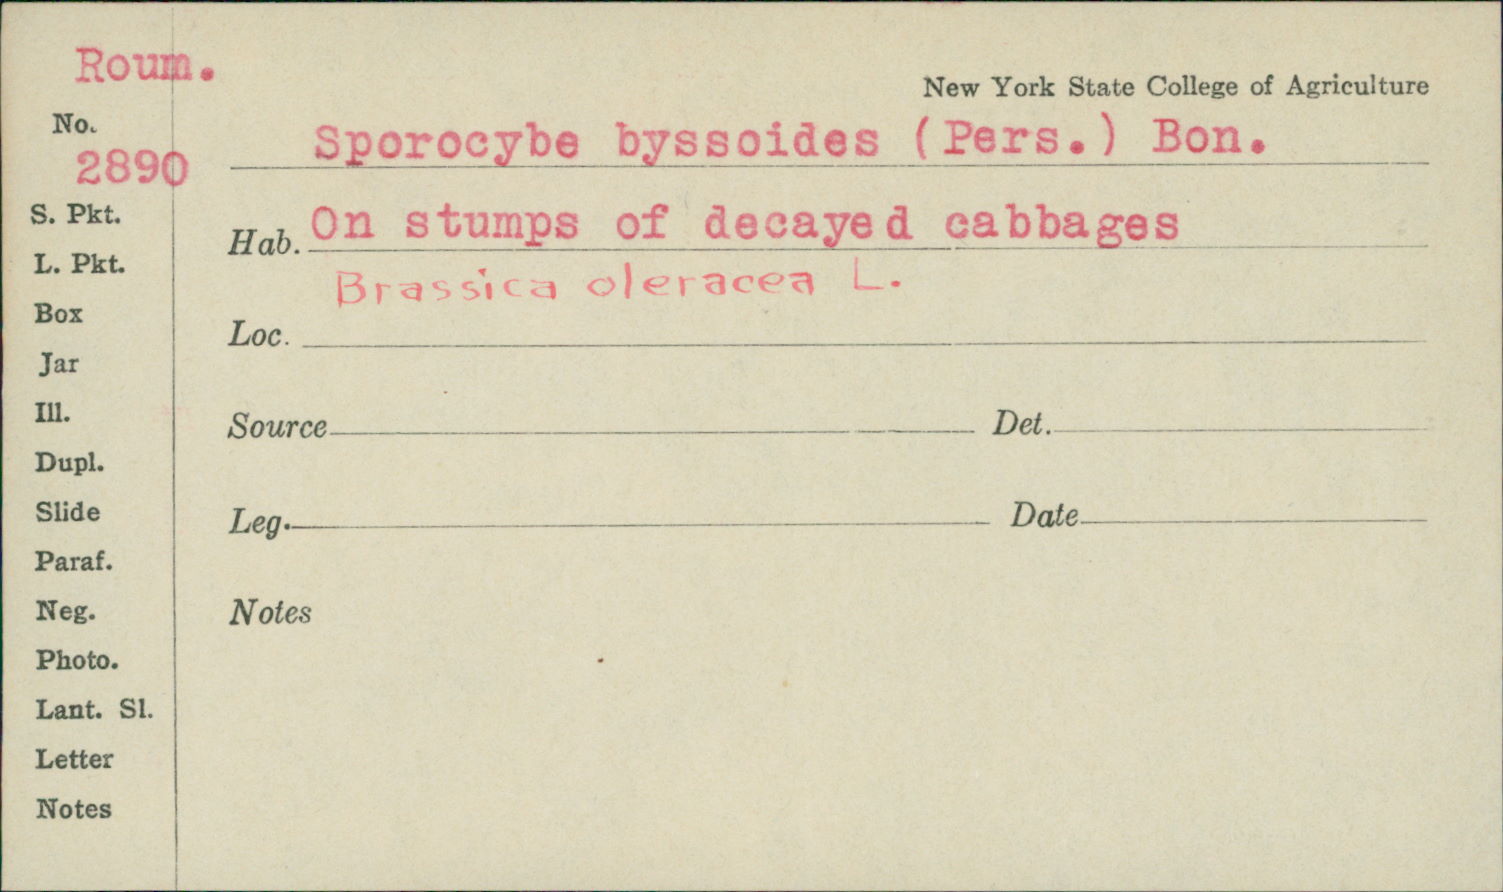 Roum.
New York State College of Agriculture
No.
2890
Sporocybe byssoides (Pers.) Bon.
S. Pkt.
Hab. On stumps of decayed cabbages
L. Pkt.
Brassica oleracea L.
Box
Loc.
Jar
Ill.
Source Det.
Dupl.
Slide
Leg. Date
Paraf.
Neg.
Notes
Photo.
Lant. Sl.
Letter
Notes